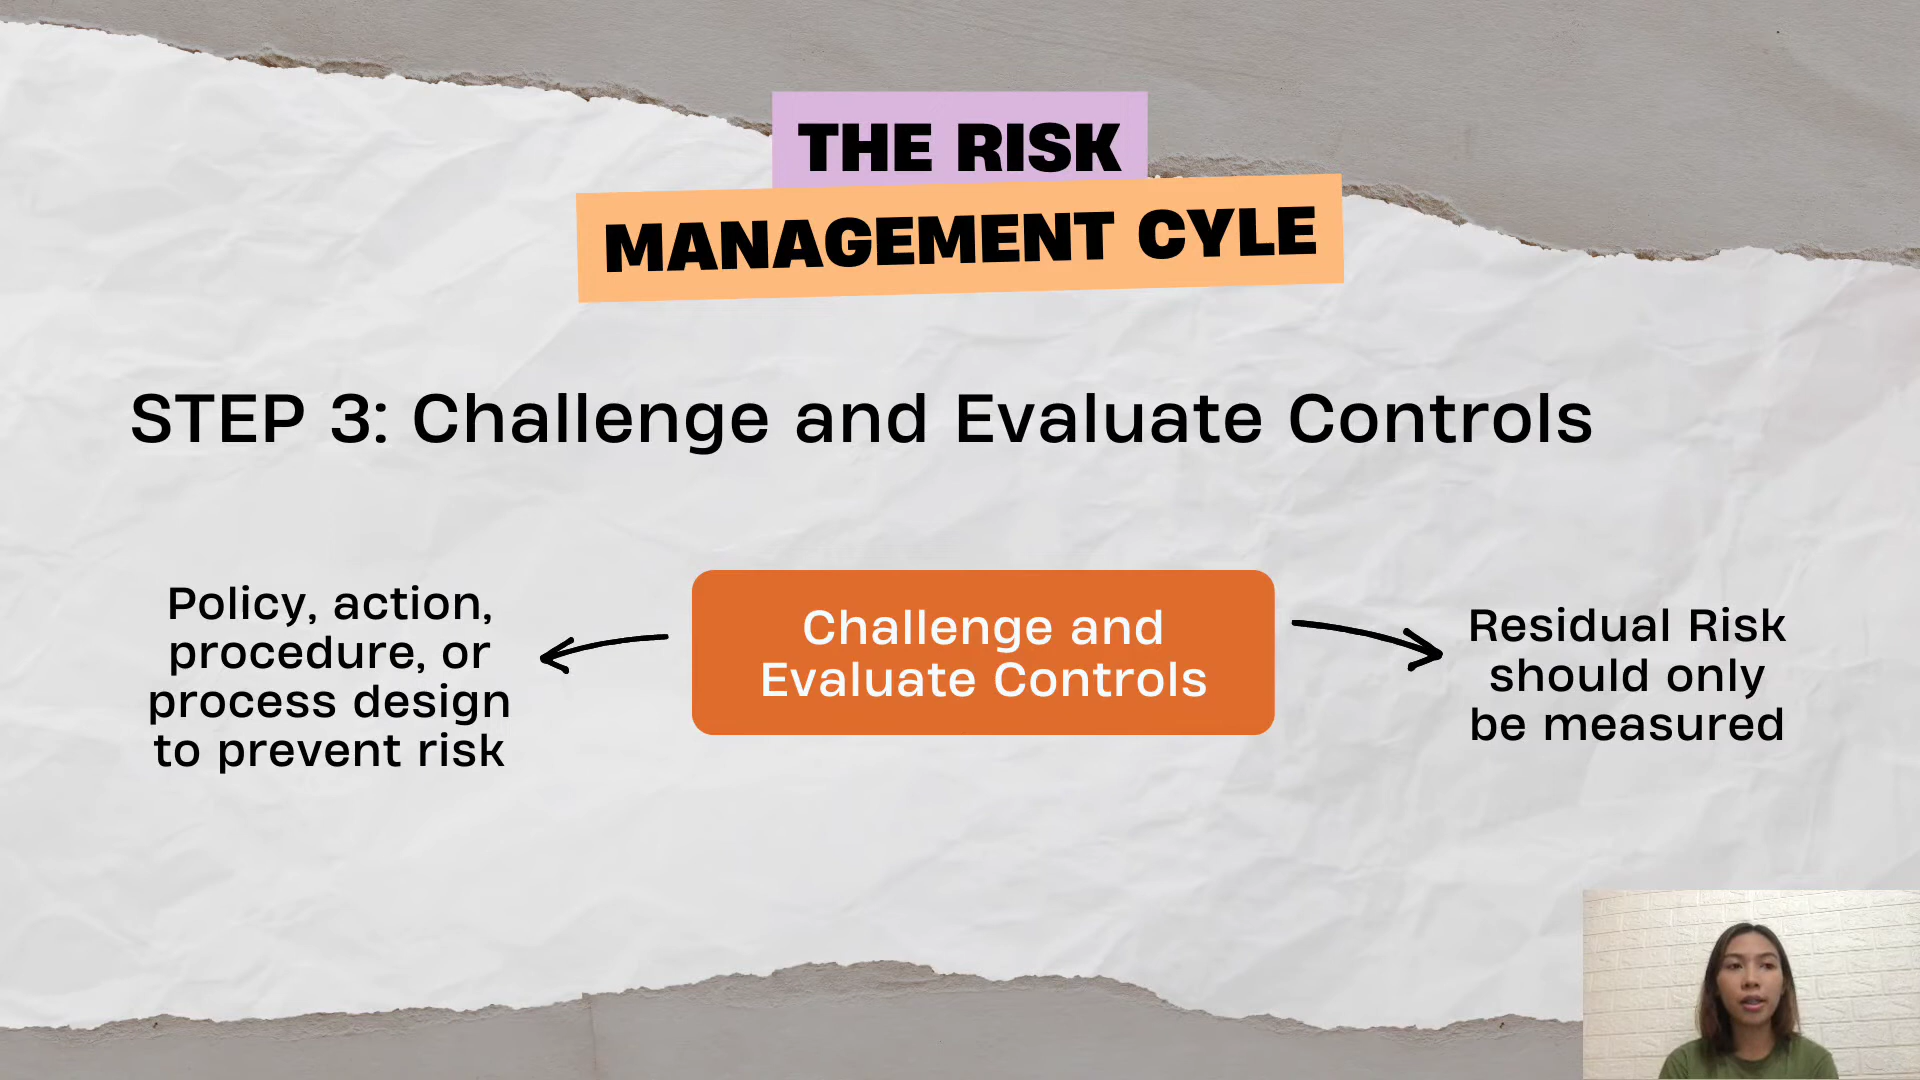 THE RISK
MANAGEMENT CYLE
STEP 3: Challenge and Evaluate Controls
Policy, action,
procedure, or
process design
to prevent risk
Challenge and
Evaluate Controls
Residual Risk
should only
be measured